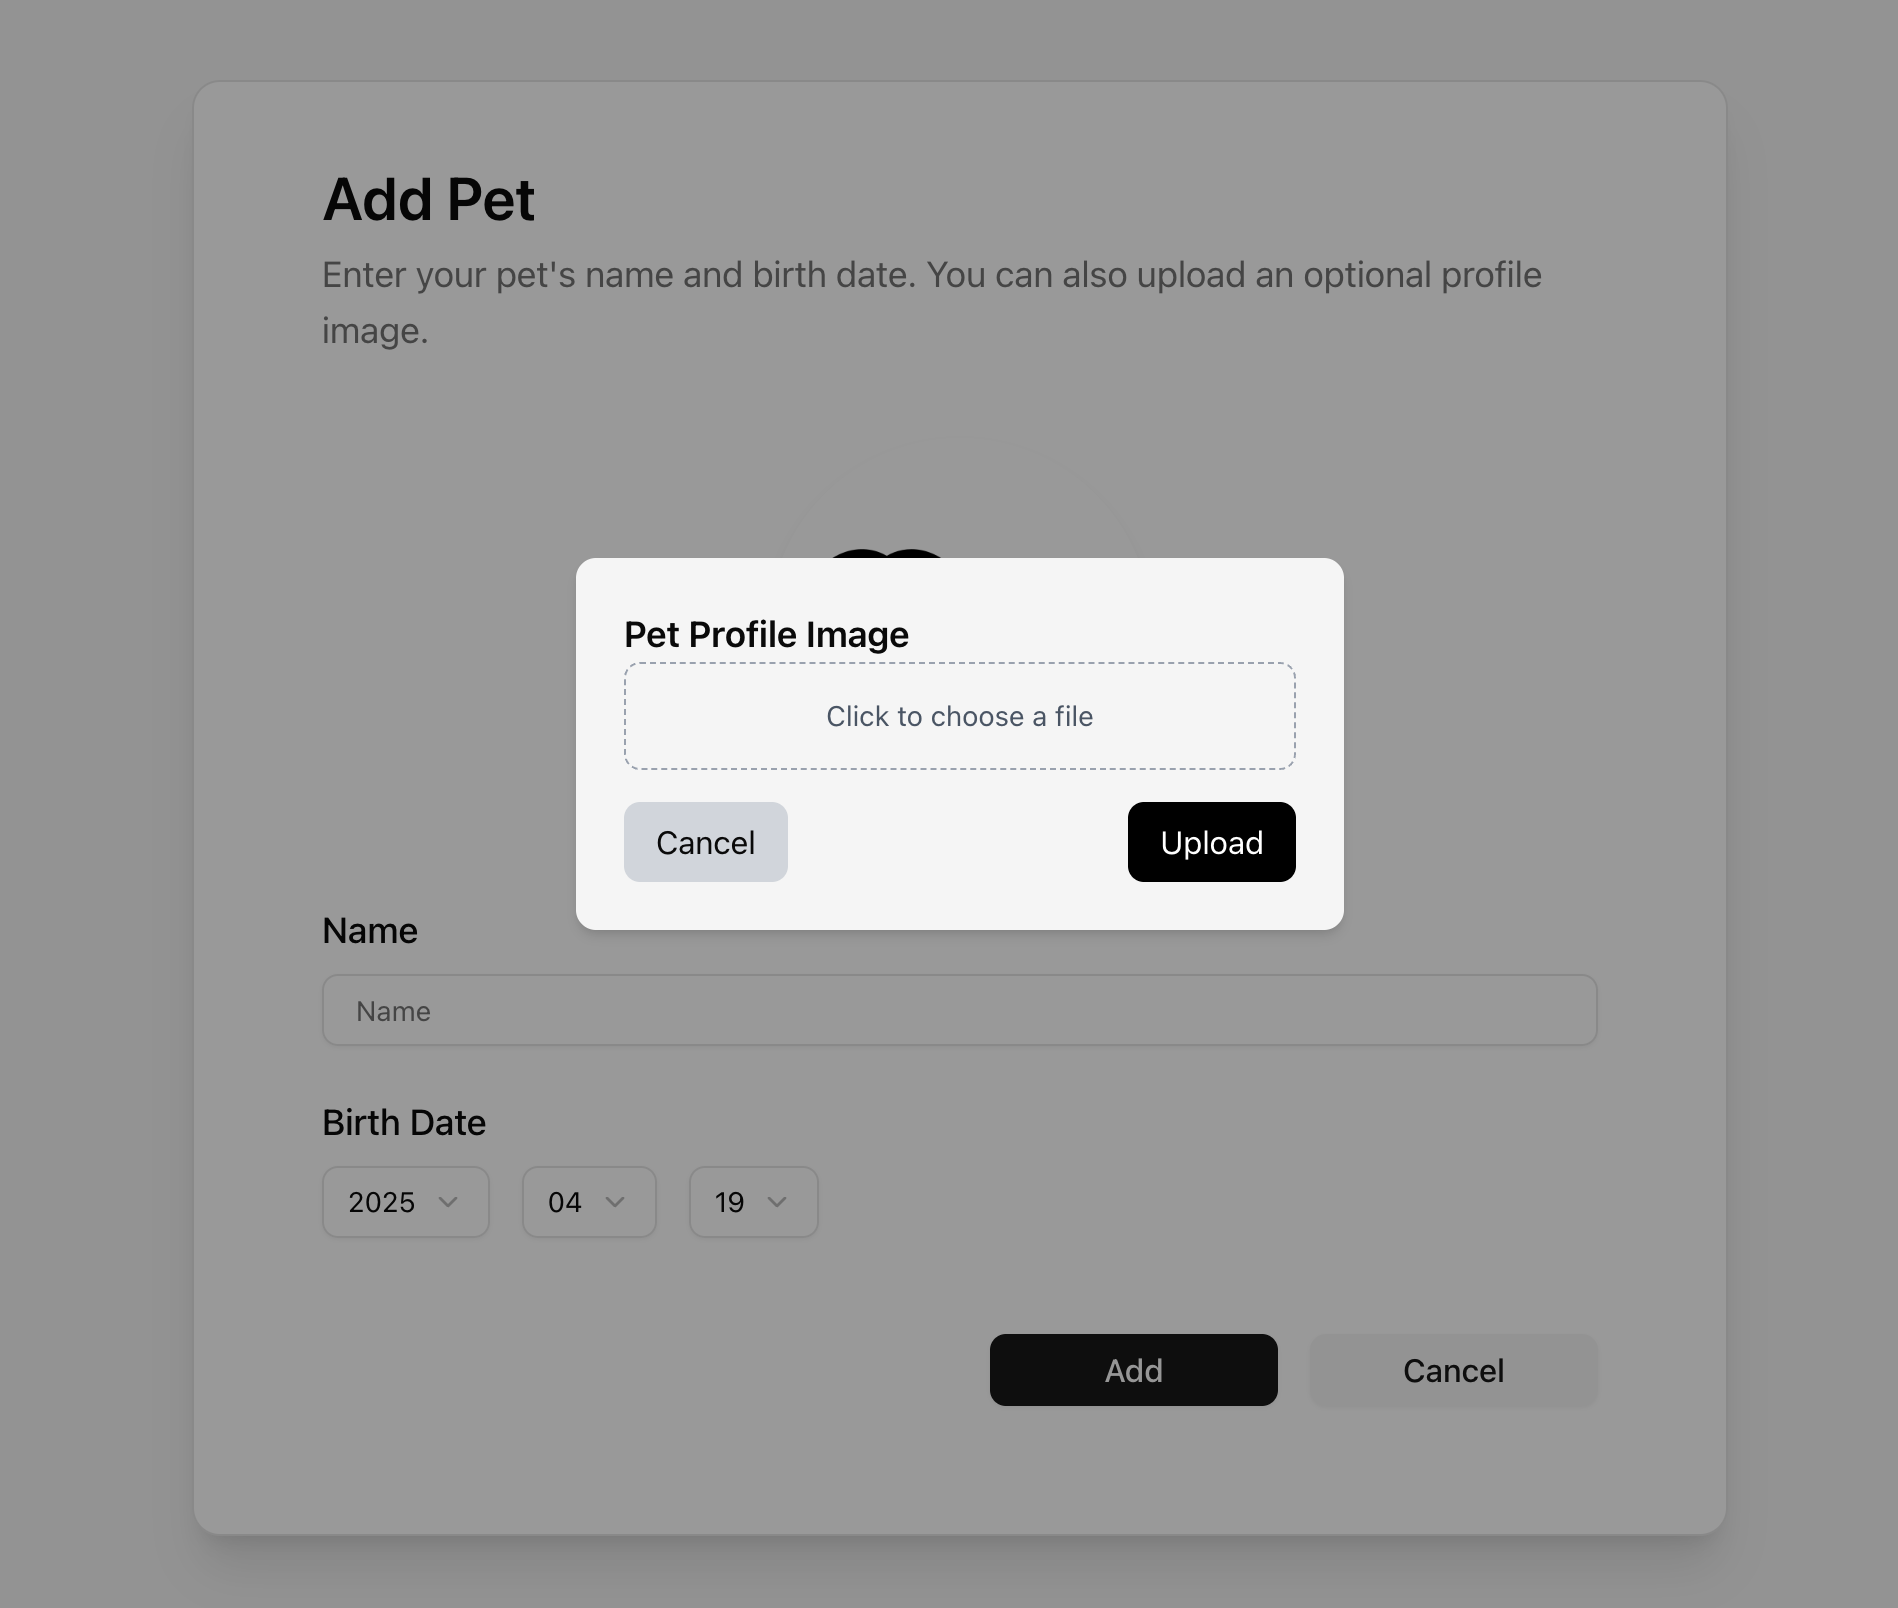 Add Pet
Enter your pet's name and birth date. You can also upload an optional profile
image.
Pet Profile Image
Click to choose a file
Cancel
Upload
Name
Name
Birth Date
2025
04
19
Add
Cancel